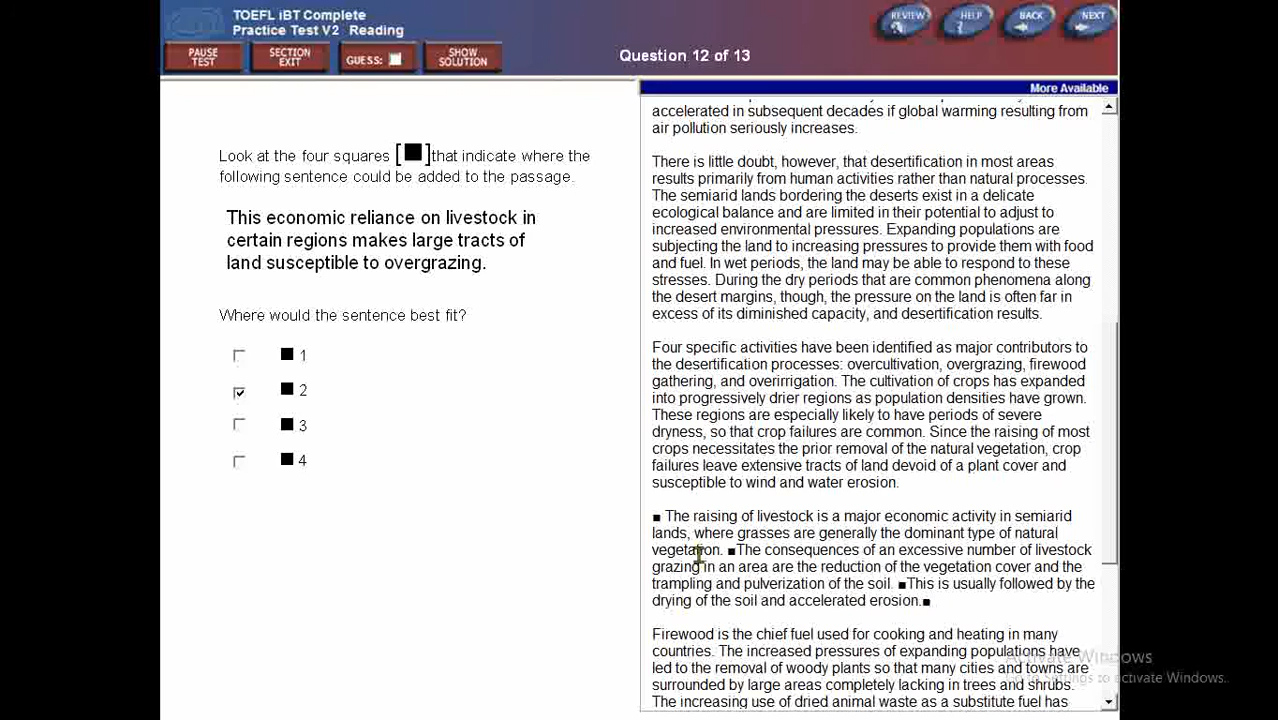 TOEFL iBT Complete
Practice Test V2 Reading
REVIEW
HELP
BACK
NEXT
PAUSE TEST
SECTION EXIT
GUESS:
SHOW SOLUTION
Question 12 of 13
More Available
Look at the four squares [■] that indicate where the
following sentence could be added to the passage.
This economic reliance on livestock in
certain regions makes large tracts of
land susceptible to overgrazing.
Where would the sentence best fit?
■ 1
■ 2
■ 3
■ 4
accelerated in subsequent decades if global warming resulting from
air pollution seriously increases.
There is little doubt, however, that desertification in most areas
results primarily from human activities rather than natural processes.
The semiarid lands bordering the deserts exist in a delicate
ecological balance and are limited in their potential to adjust to
increased environmental pressures. Expanding populations are
subjecting the land to increasing pressures to provide them with food
and fuel. In wet periods, the land may be able to respond to these
stresses. During the dry periods that are common phenomena along
the desert margins, though, the pressure on the land is often far in
excess of its diminished capacity, and desertification results.
Four specific activities have been identified as major contributors to
the desertification processes: overcultivation, overgrazing, firewood
gathering, and overirrigation. The cultivation of crops has expanded
into progressively drier regions as population densities have grown.
These regions are especially likely to have periods of severe
dryness, so that crop failures are common. Since the raising of most
crops necessitates the prior removal of the natural vegetation, crop
failures leave extensive tracts of land devoid of a plant cover and
susceptible to wind and water erosion.
■ The raising of livestock is a major economic activity in semiarid
lands, where grasses are generally the dominant type of natural
vegetation. ■The consequences of an excessive number of livestock
grazing in an area are the reduction of the vegetation cover and the
trampling and pulverization of the soil. ■This is usually followed by the
drying of the soil and accelerated erosion.■
Firewood is the chief fuel used for cooking and heating in many
countries. The increased pressures of expanding populations have
led to the removal of woody plants so that many cities and towns are
surrounded by large areas completely lacking in trees and shrubs.
The increasing use of dried animal waste as a substitute fuel has
Activate Windows
Go to Settings to activate Windows.